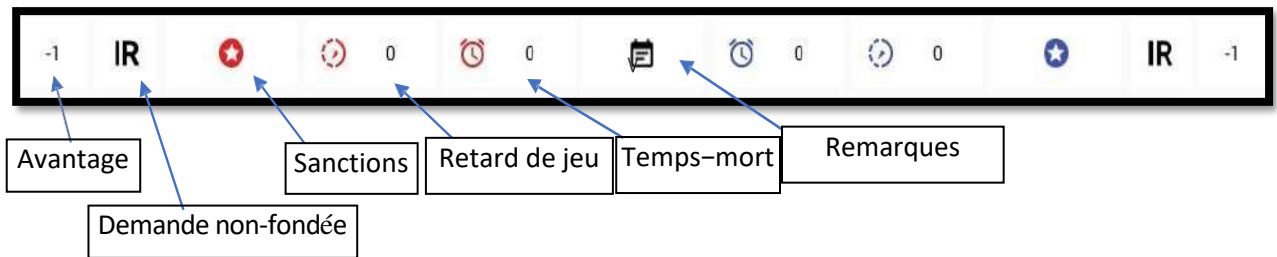 -1 IR 0 0 0 0 IR -1
Avantage Sanctions Retard de jeu Temps–mort Remarques
Demande non-fondée